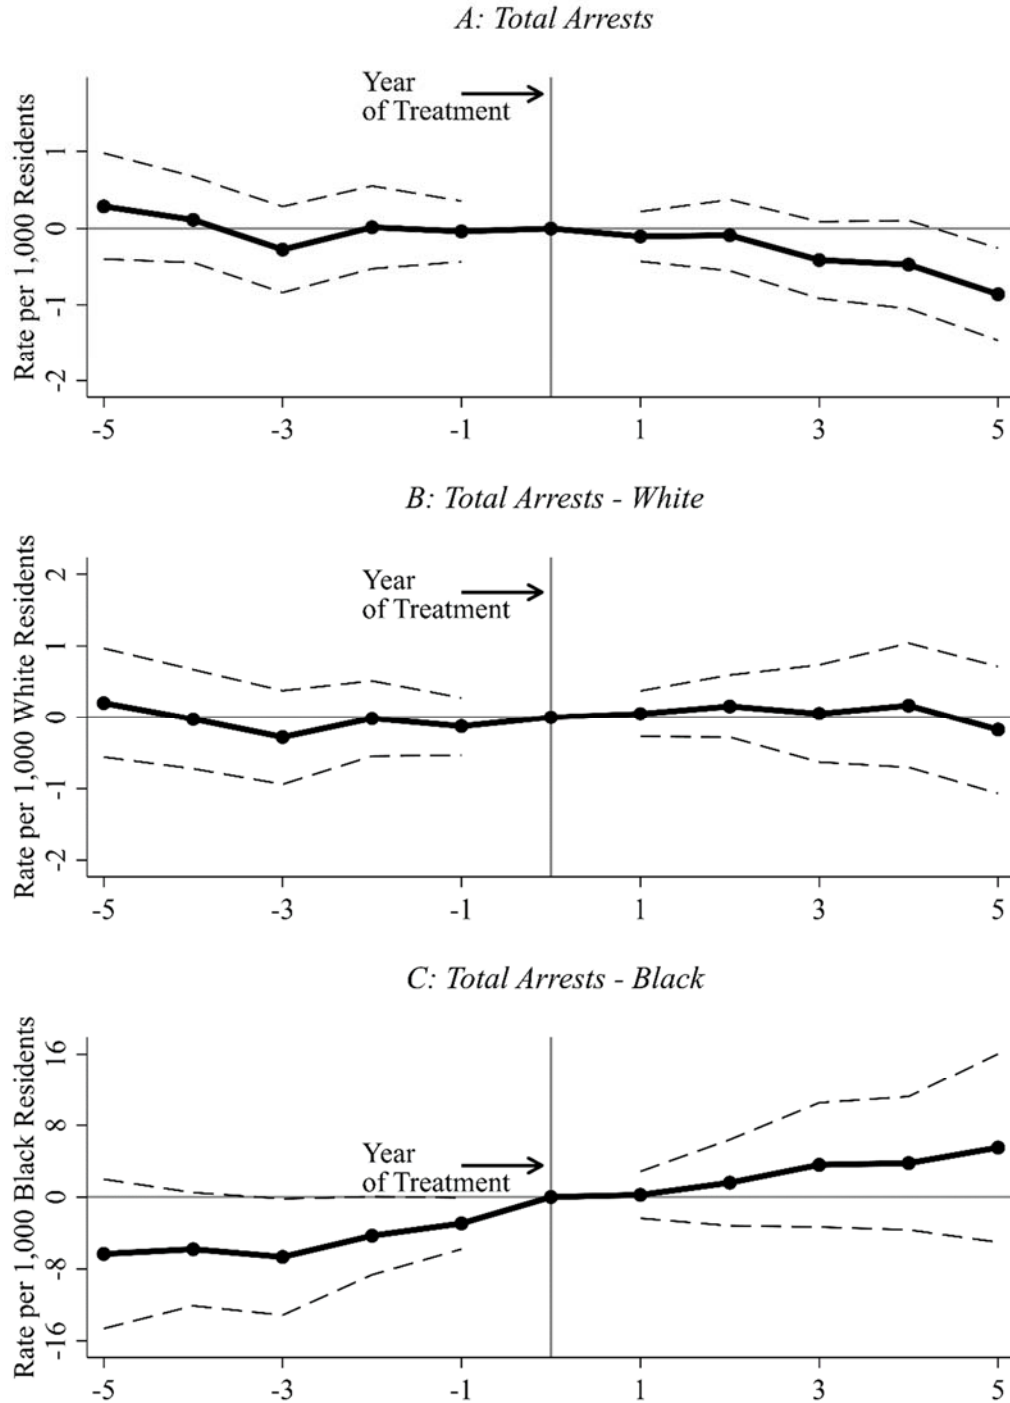 A: Total Arrests
Year
of Treatment
Rate per 1,000 Residents
1
0
-1
-2
-5
-3
-1
1
3
5
B: Total Arrests - White
Year
of Treatment
Rate per 1,000 White Residents
2
1
0
-1
-2
-5
-3
-1
1
3
5
C: Total Arrests - Black
Year
of Treatment
Rate per 1,000 Black Residents
16
8
0
-8
-16
-5
-3
-1
1
3
5